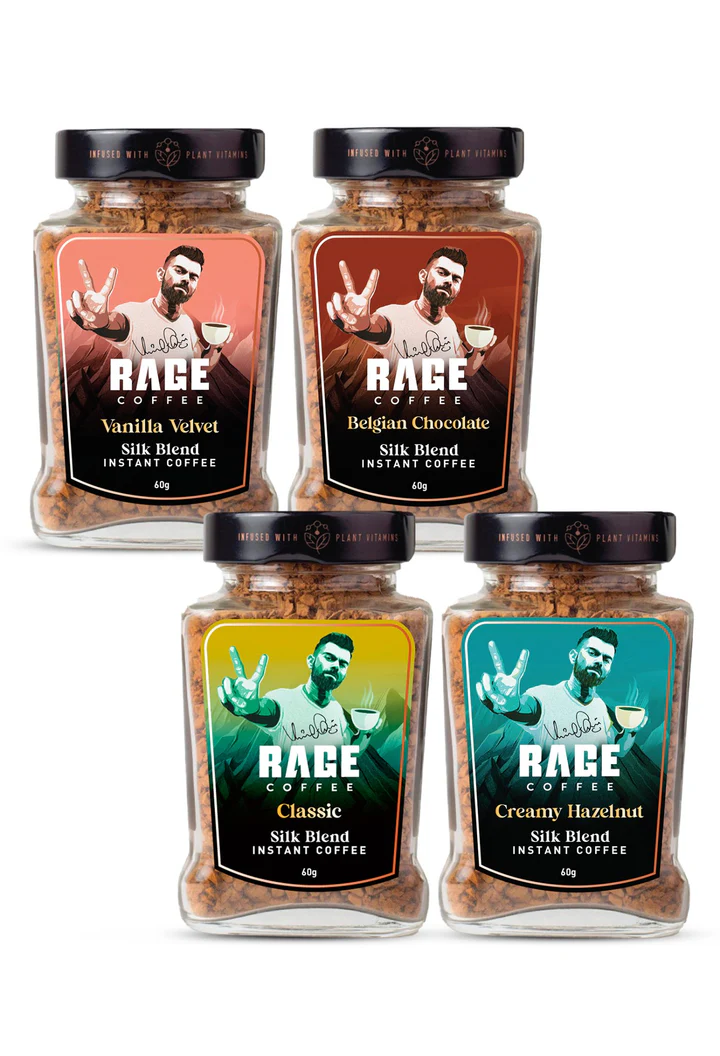 INFUSED WITH PLANT VITAMINS
RAGE
COFFEE
Vanilla Velvet
Silk Blend
INSTANT COFFEE
60g
INFUSED WITH PLANT VITAMINS
RAGE
COFFEE
Belgian Chocolate
Silk Blend
INSTANT COFFEE
60g
INFUSED WITH PLANT VITAMINS
RAGE
COFFEE
Classic
Silk Blend
INSTANT COFFEE
60g
INFUSED WITH PLANT VITAMINS
RAGE
COFFEE
Creamy Hazelnut
Silk Blend
INSTANT COFFEE
60g